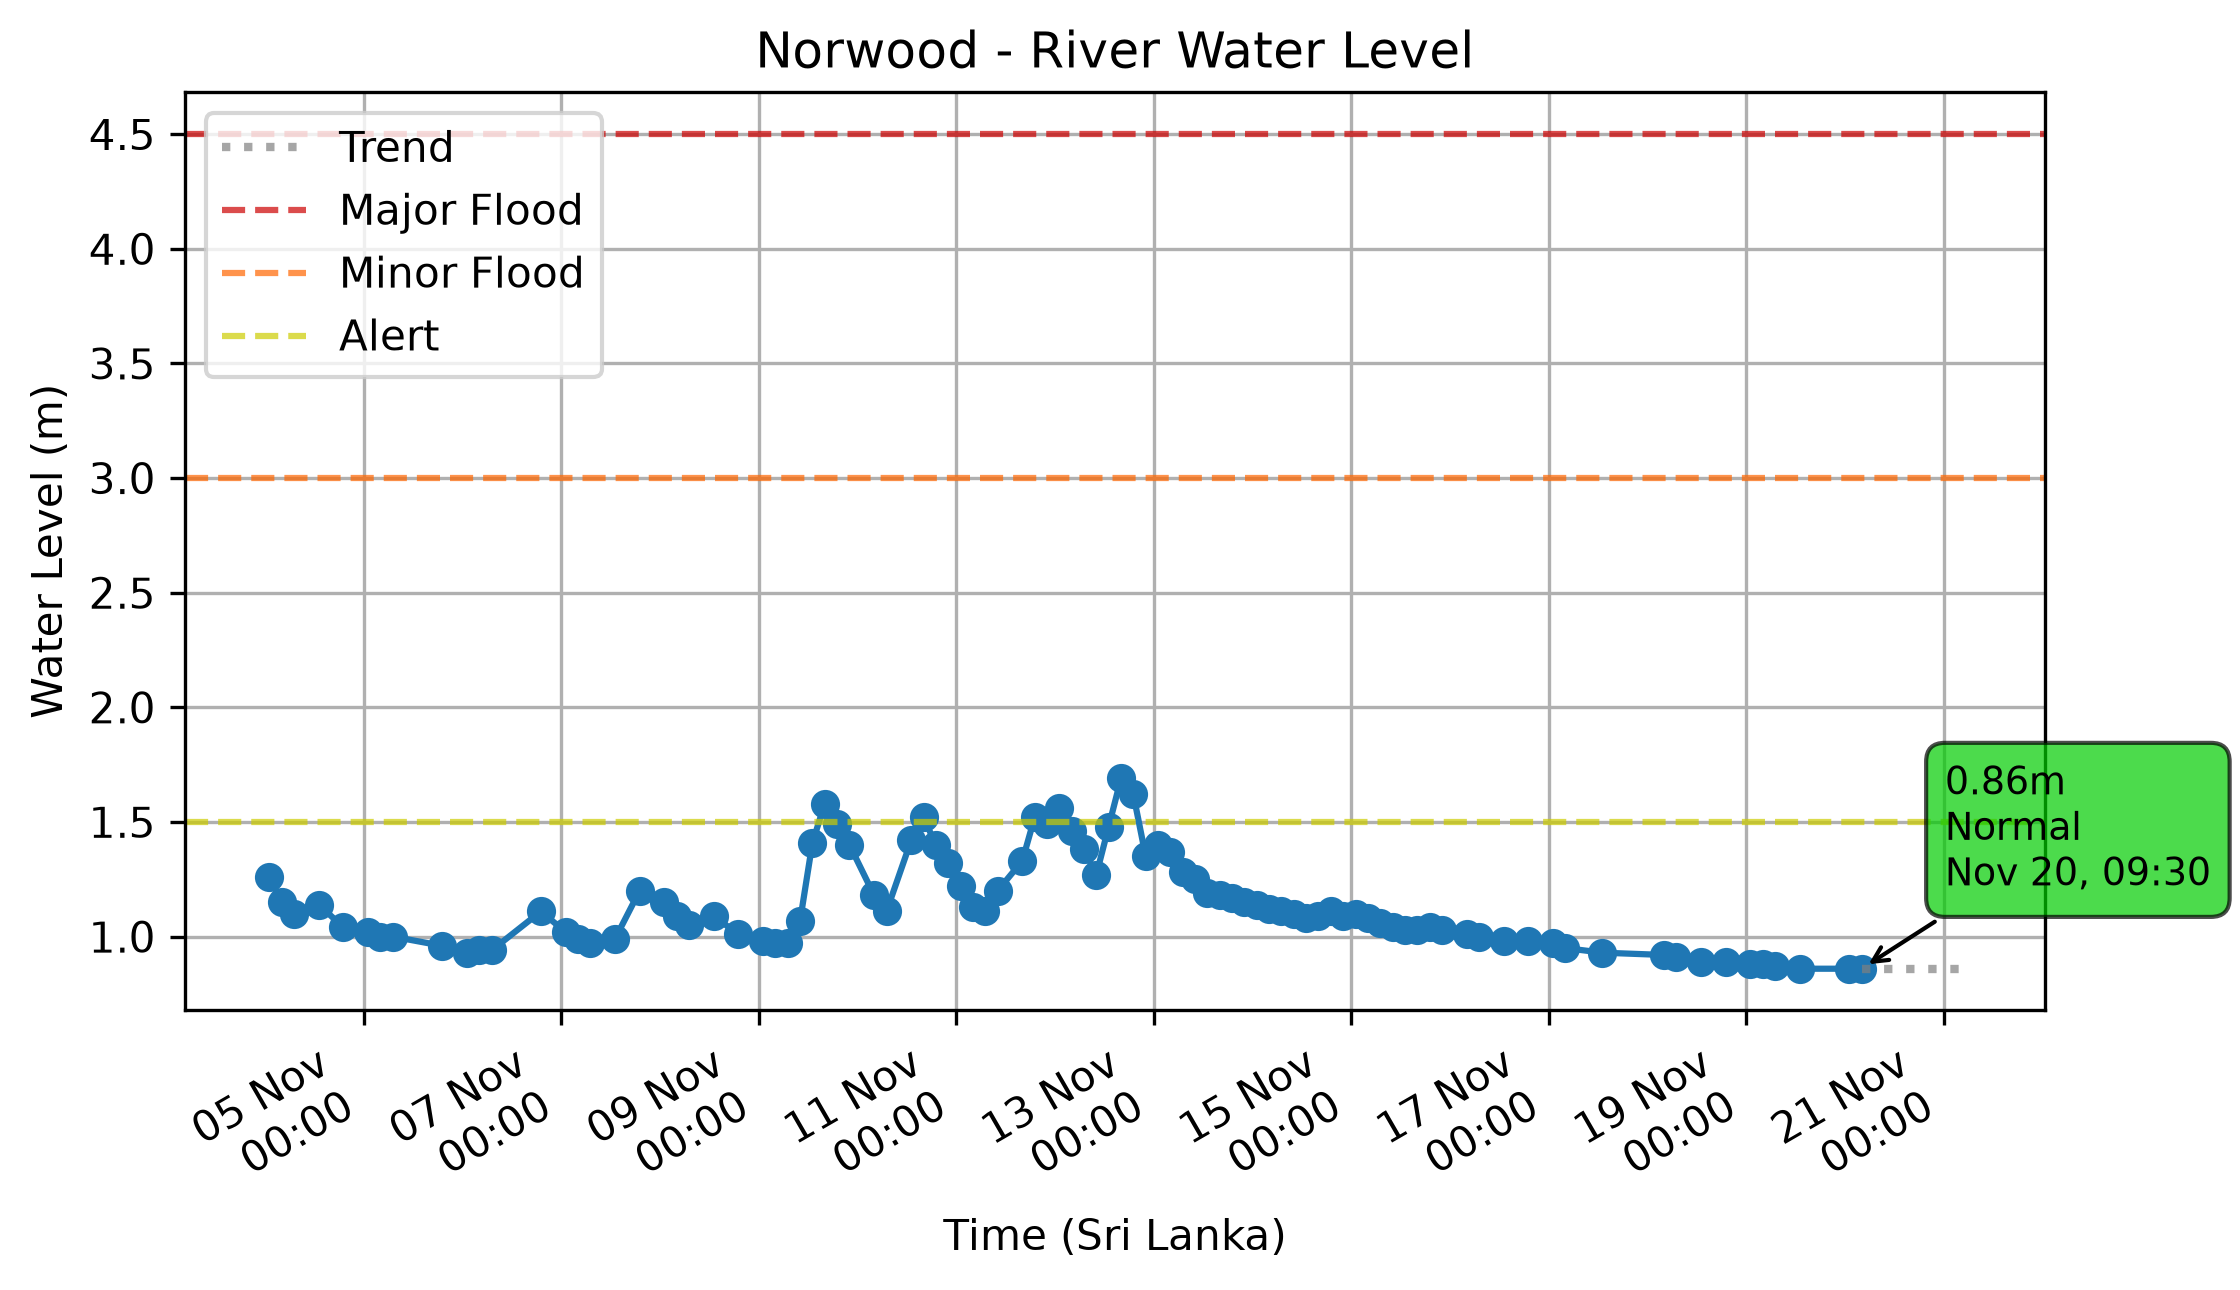 Norwood - River Water Level
Trend
Major Flood
Minor Flood
Alert
4.5
4.0
3.5
3.0
2.5
2.0
1.5
1.0
Water Level (m)
0.86m
Normal
Nov 20, 09:30
05 Nov
00:00
07 Nov
00:00
09 Nov
00:00
11 Nov
00:00
13 Nov
00:00
15 Nov
00:00
17 Nov
00:00
19 Nov
00:00
21 Nov
00:00
Time (Sri Lanka)